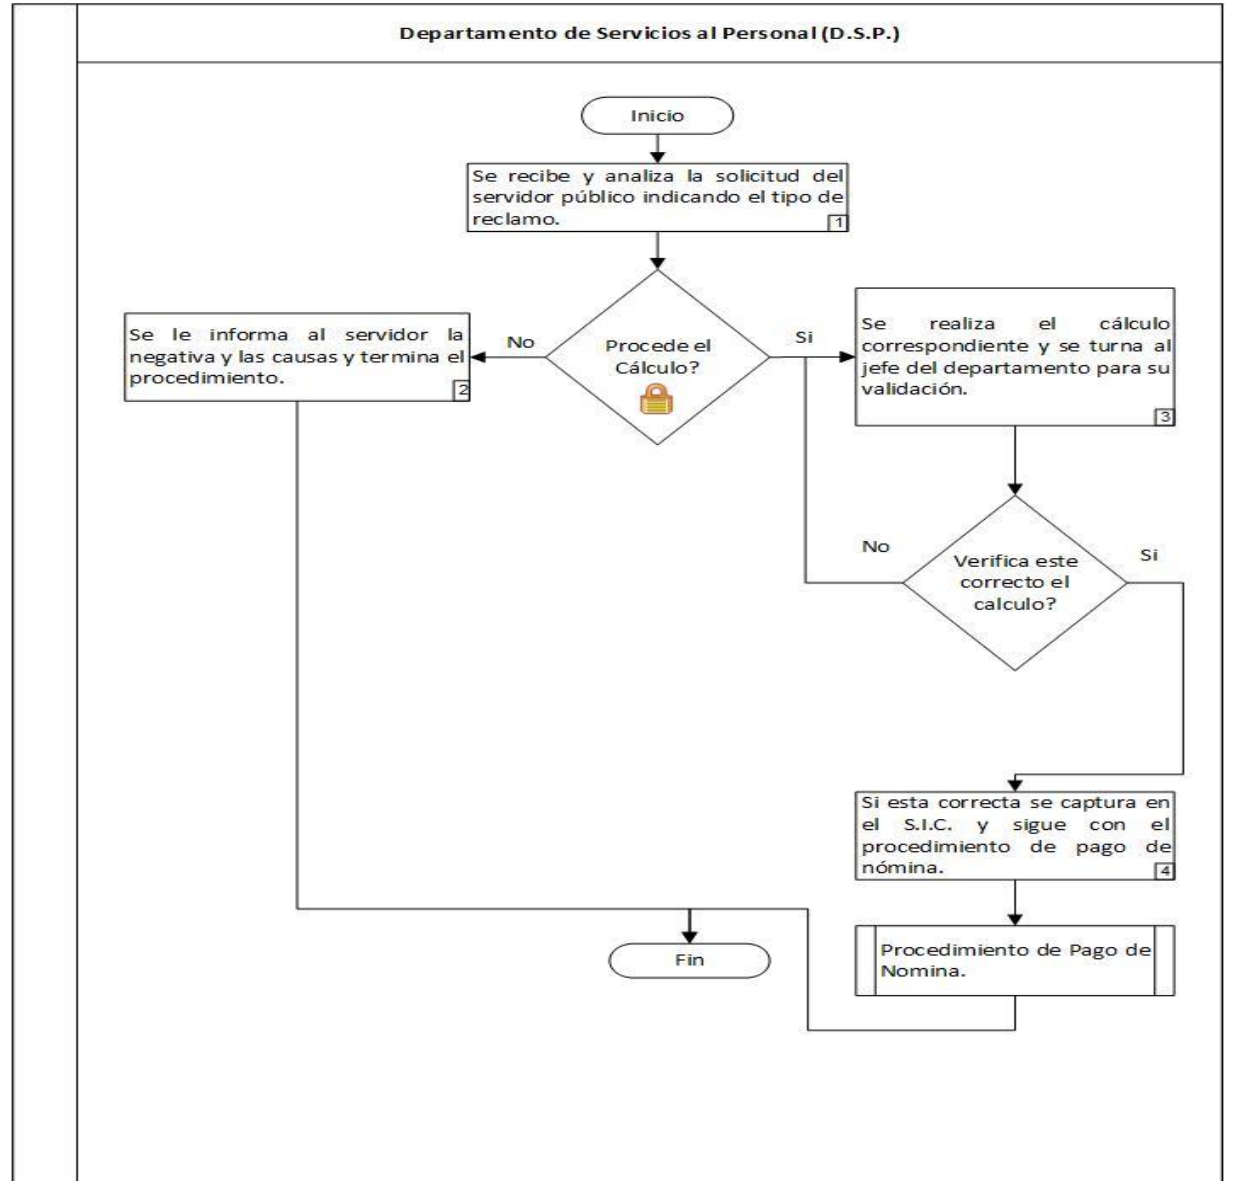 Departamento de Servicios al Personal (D.S.P.)
Inicio
Se recibe y analiza la solicitud del
servidor público indicando el tipo de
reclamo.
1
Procede el
Cálculo?
No
Si
Se le informa al servidor la
negativa y las causas y termina el
procedimiento.
2
Se realiza el cálculo
correspondiente y se turna al
jefe del departamento para su
validación.
3
Verifica este
correcto el
calculo?
No
Si
Si esta correcta se captura en
el S.I.C. y sigue con el
procedimiento de pago de
nómina.
4
Procedimiento de Pago de
Nomina.
Fin